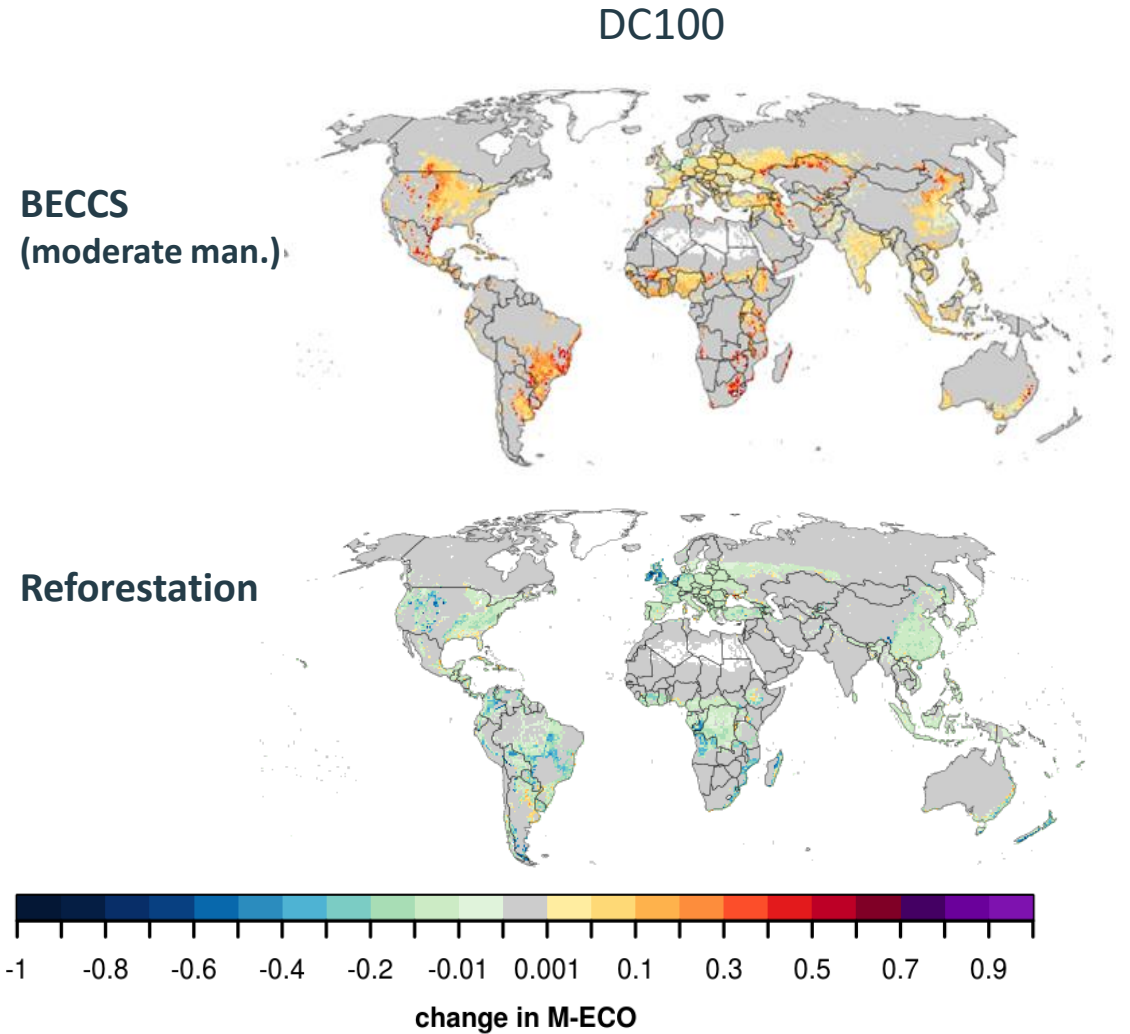 DC100
BECCS
(moderate man.)
Reforestation
-1 -0.8 -0.6 -0.4 -0.2 -0.01 0.001 0.1 0.3 0.5 0.7 0.9
change in M-ECO